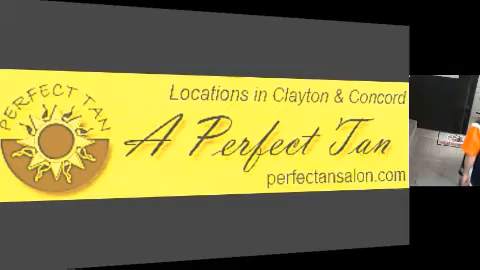 PERFECT TAN
Locations in Clayton & Concord
A Perfect Tan
perfectansalon.com